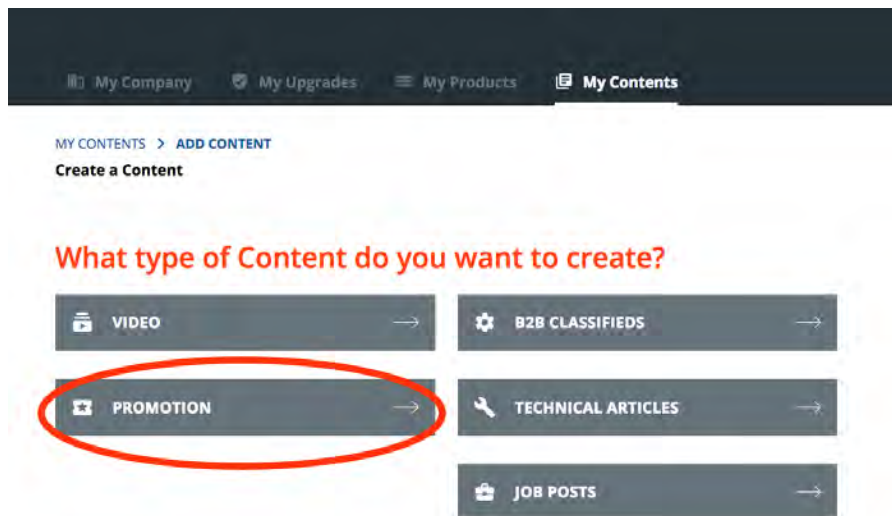 My Company My Upgrades My Products My Contents
MY CONTENTS > ADD CONTENT
Create a Content
What type of Content do you want to create?
VIDEO
B2B CLASSIFIEDS
PROMOTION
TECHNICAL ARTICLES
JOB POSTS